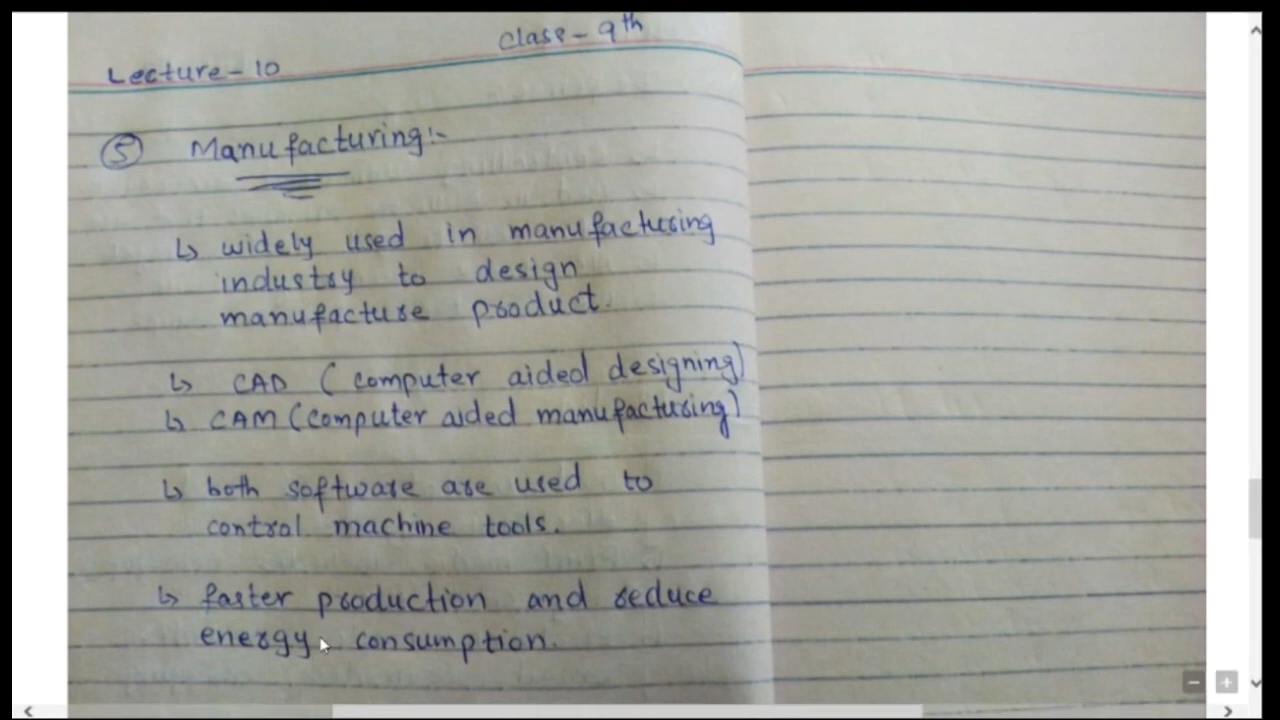 Class - 9th
Lecture - 10
⑤ Manufacturing:-
↳ widely used in manufacturing
industry to design
manufacture product.
↳ CAD (computer aided designing)
↳ CAM (computer aided manufacturing)
↳ both software are used to
control machine tools.
↳ faster production and reduce
energy consumption.